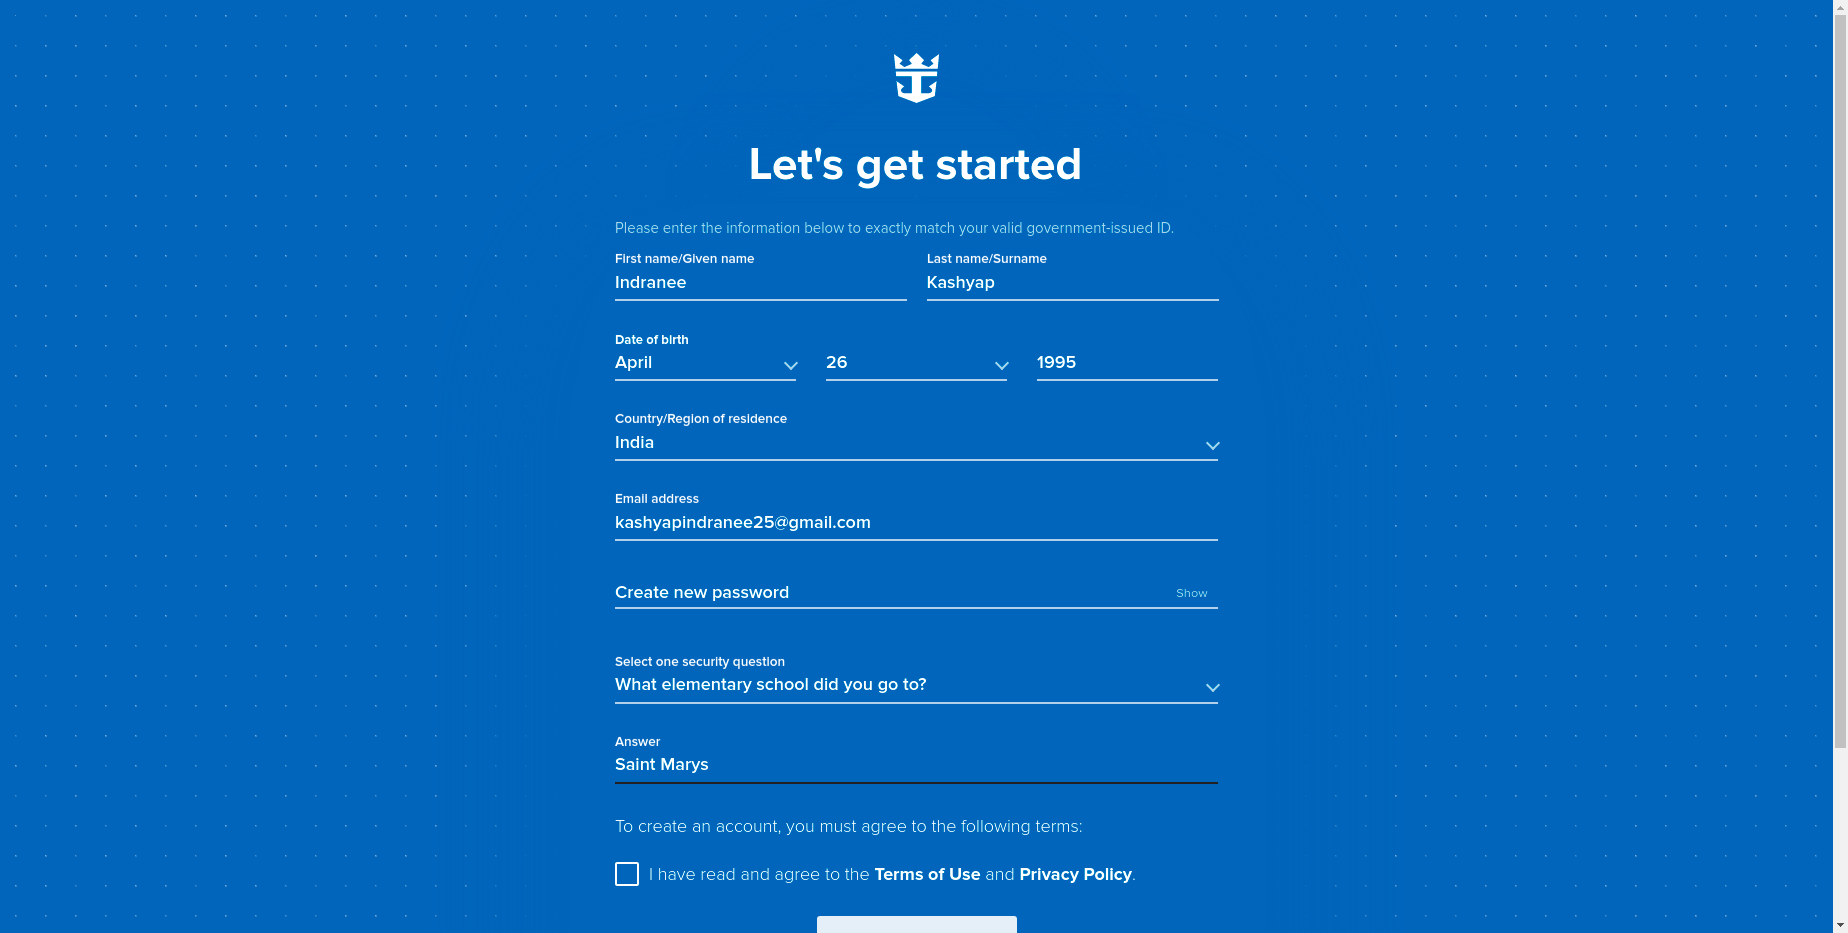 Let's get started
Please enter the information below to exactly match your valid government-issued ID.
First name/Given name
Last name/Surname
Indranee
Kashyap
Date of birth
April
26
1995
Country/Region of residence
India
Email address
kashyapindranee25@gmail.com
Create new password
Show
Select one security question
What elementary school did you go to?
Answer
Saint Marys
To create an account, you must agree to the following terms:
I have read and agree to the Terms of Use and Privacy Policy.